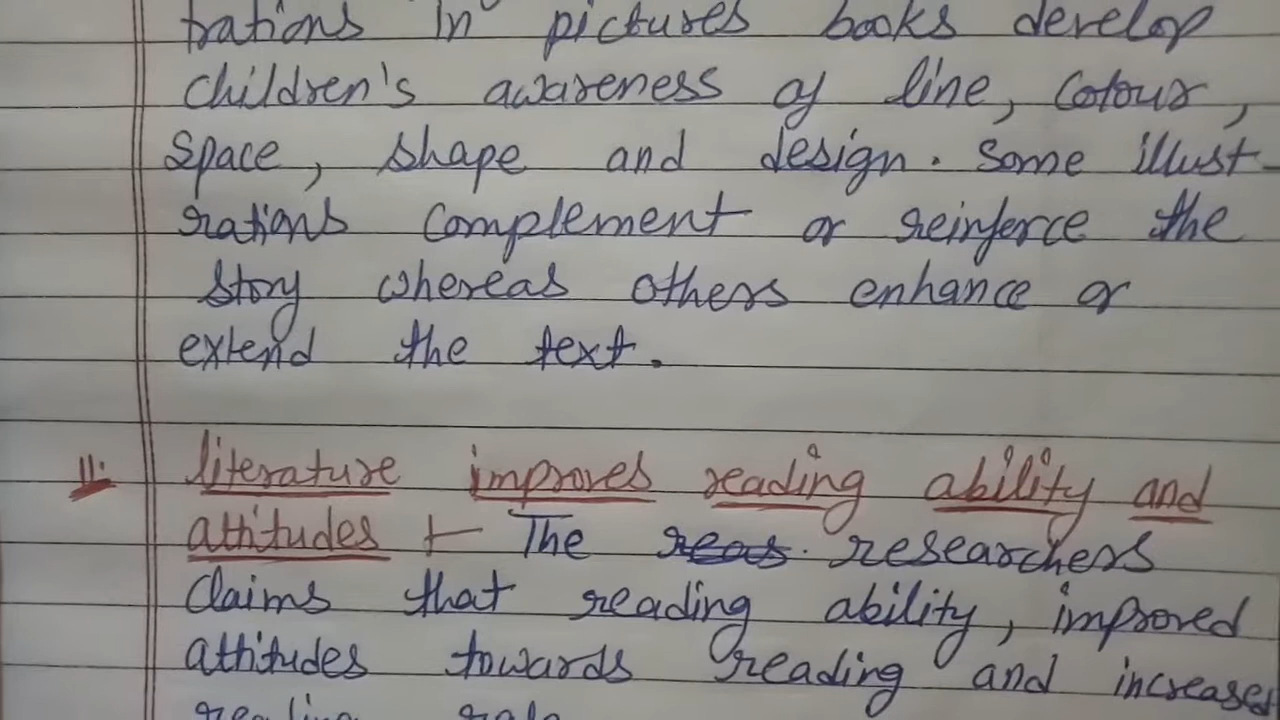 trations in pictures books develop
children's awareness of line, Colour,
Space, shape and design. Some illust-
rations complement or reinferce the
story whereas others enhance or
extend the text.
11. literature improves reading ability and
attitudes :- The reas. researchers
claims that reading ability, improved
attitudes towards reading and increased
reading